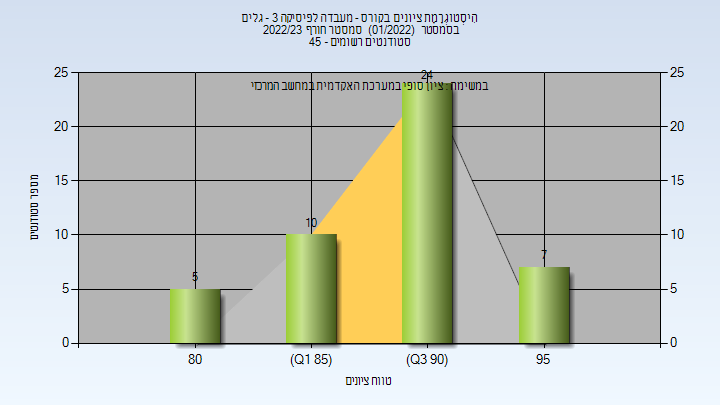 היסטוגרמת ציונים בקורס - מעבדה לפיסיקה 3 - גלים
בסמסטר (01/2022) סמסטר חורף 2022/23
סטודנטים רשומים - 45
במשימה: ציון סופי במערכת האקדמית במחשב המרכזי
25 25
20 20
15 15
10 10
5 5
0 0
5
10
24
7
מספר סטודנטים
80 (Q1 85) (Q3 90) 95
טווח ציונים